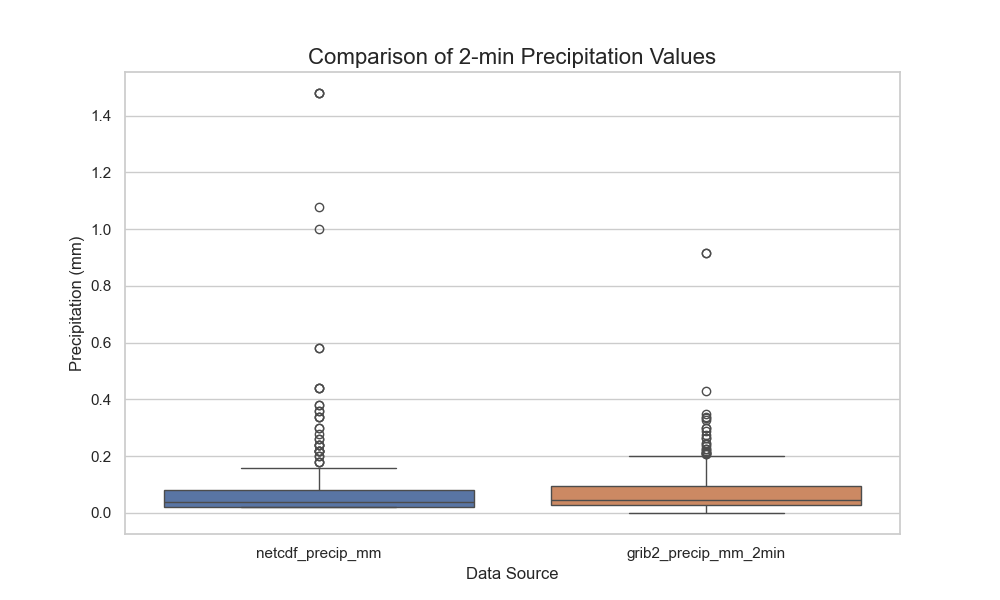 Comparison of 2-min Precipitation Values
Precipitation (mm)
1.4
1.2
1.0
0.8
0.6
0.4
0.2
0.0
netcdf_precip_mm
grib2_precip_mm_2min
Data Source